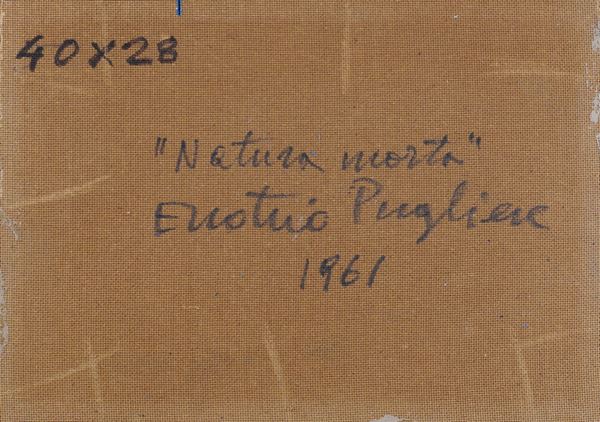 40X28
"Natura morta"
Enotrio Pugliese
1961